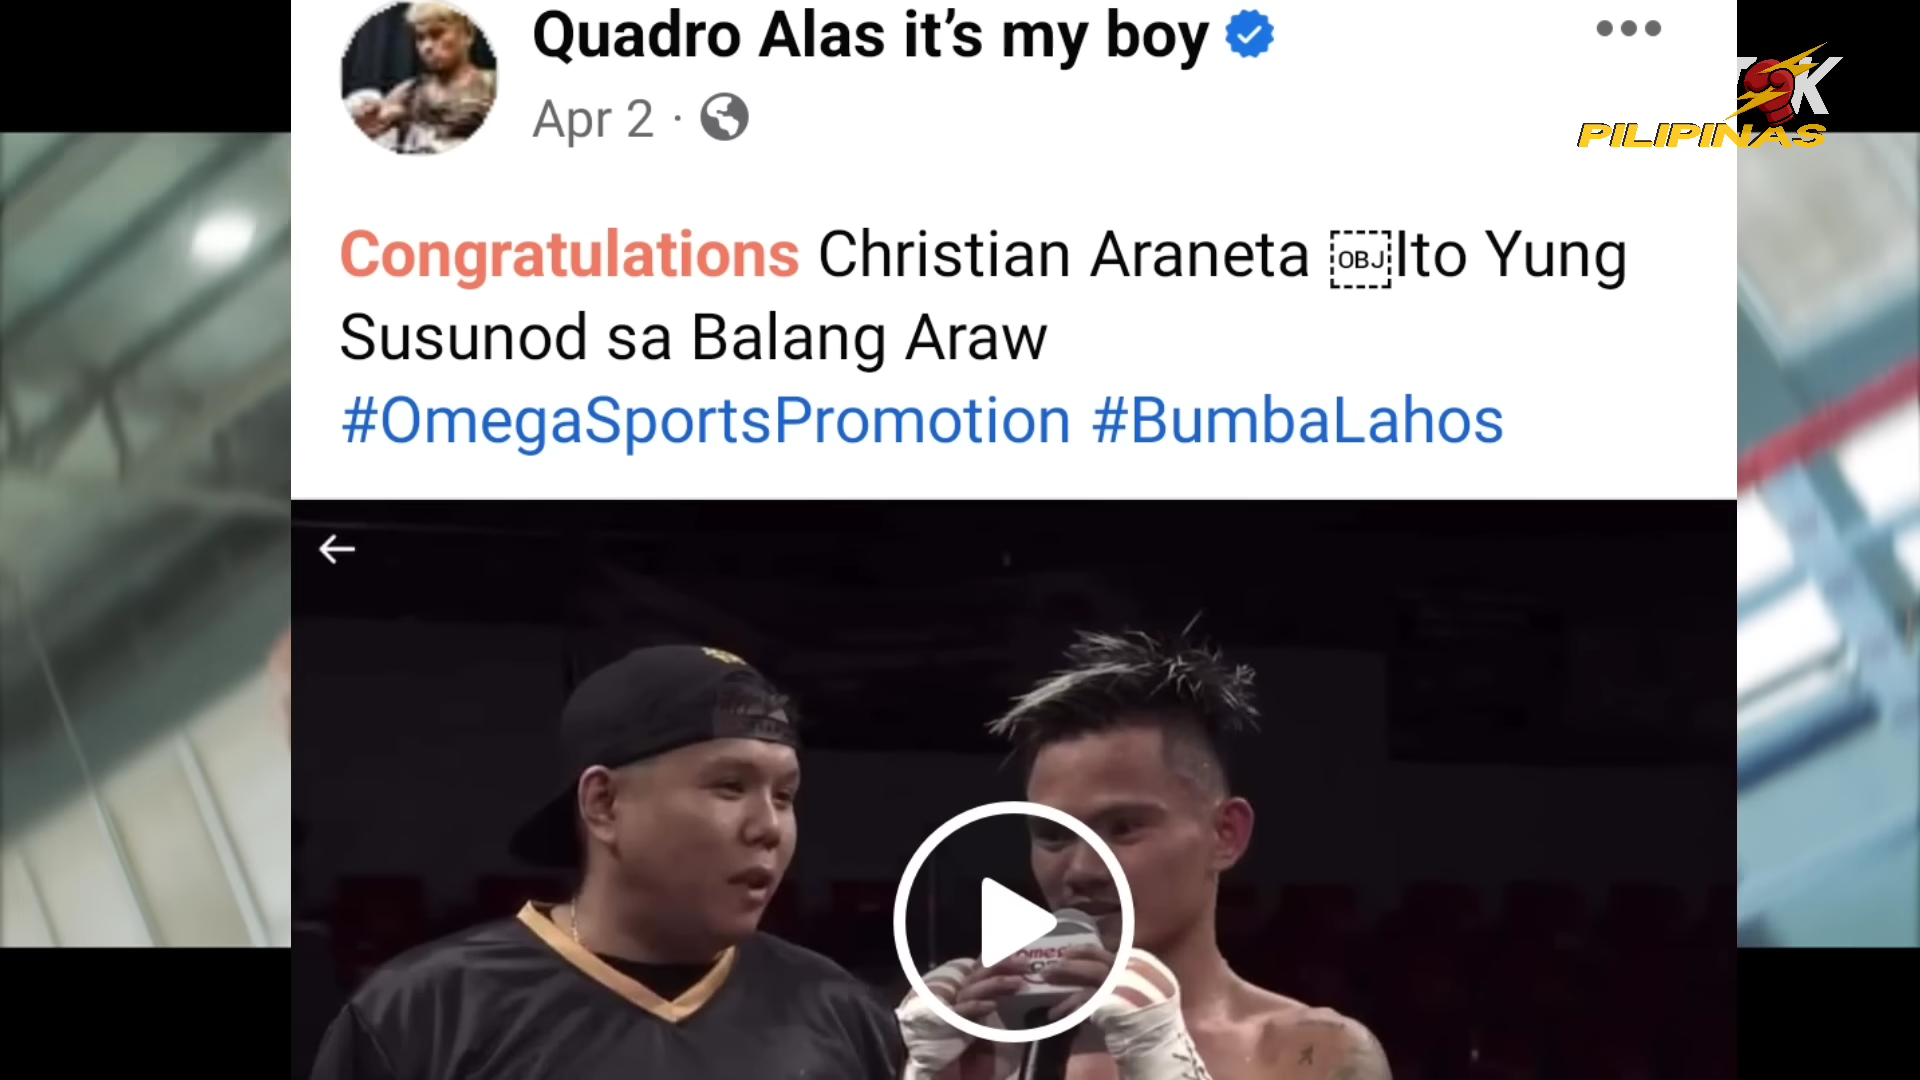 Quadro Alas it's my boy
Apr 2 ·
Congratulations Christian Araneta Ito Yung
Susunod sa Balang Araw
#OmegaSportsPromotion #BumbaLahos
PILIPINAS